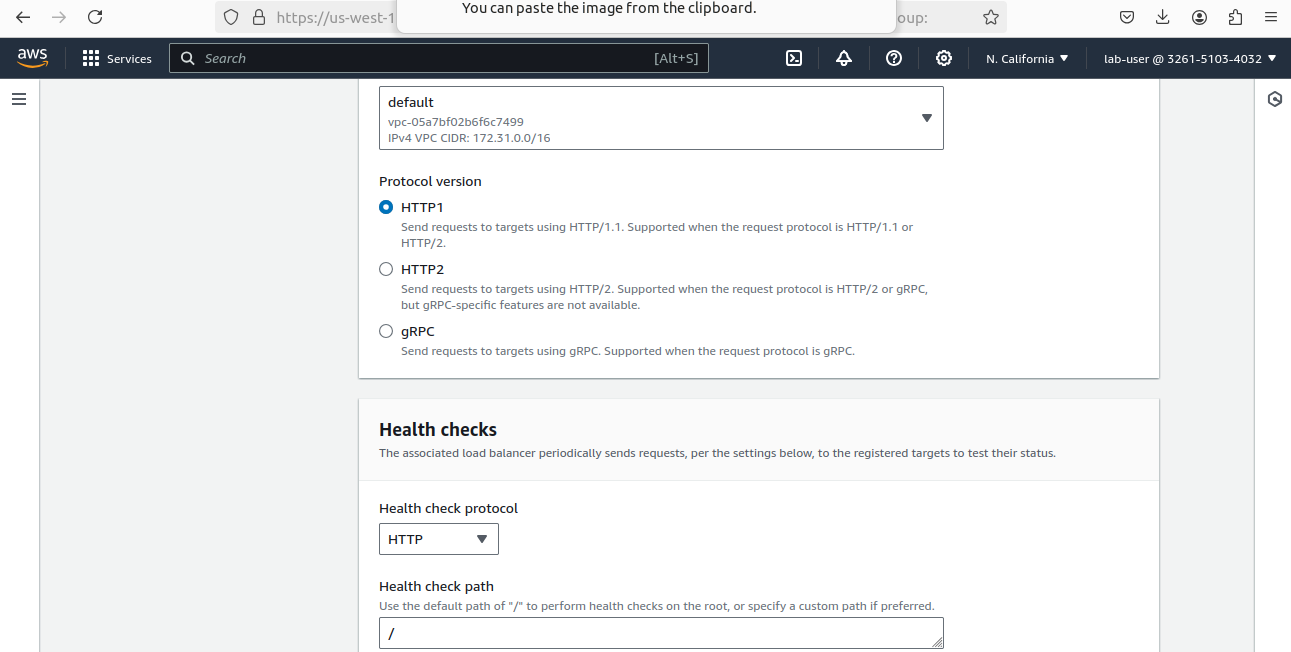 You can paste the image from the clipboard.
https://us-west-1
oup:
aws
Services
Search
[Alt+S]
N. California
lab-user @ 3261-5103-4032
default
vpc-05a7bf02b6f6c7499
IPv4 VPC CIDR: 172.31.0.0/16
Protocol version
HTTP1
Send requests to targets using HTTP/1.1. Supported when the request protocol is HTTP/1.1 or
HTTP/2.
HTTP2
Send requests to targets using HTTP/2. Supported when the request protocol is HTTP/2 or gRPC,
but gRPC-specific features are not available.
gRPC
Send requests to targets using gRPC. Supported when the request protocol is gRPC.
Health checks
The associated load balancer periodically sends requests, per the settings below, to the registered targets to test their status.
Health check protocol
HTTP
Health check path
Use the default path of "/" to perform health checks on the root, or specify a custom path if preferred.
/